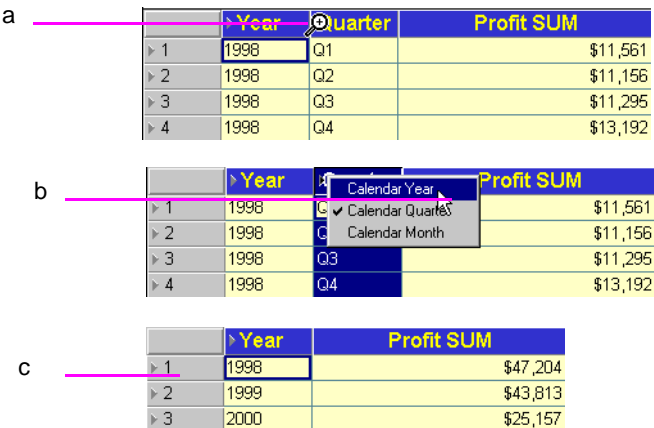 a
Year Quarter Profit SUM
1 1998 Q1 $11,561
2 1998 Q2 $11,156
3 1998 Q3 $11,295
4 1998 Q4 $13,192
b
Year Profit SUM
Calendar Year
Calendar Quarter
Calendar Month
1 1998 $11,561
2 1998 $11,156
3 1998 Q3 $11,295
4 1998 Q4 $13,192
Year Profit SUM
c
1 1998 $47,204
2 1999 $43,813
3 2000 $25,157